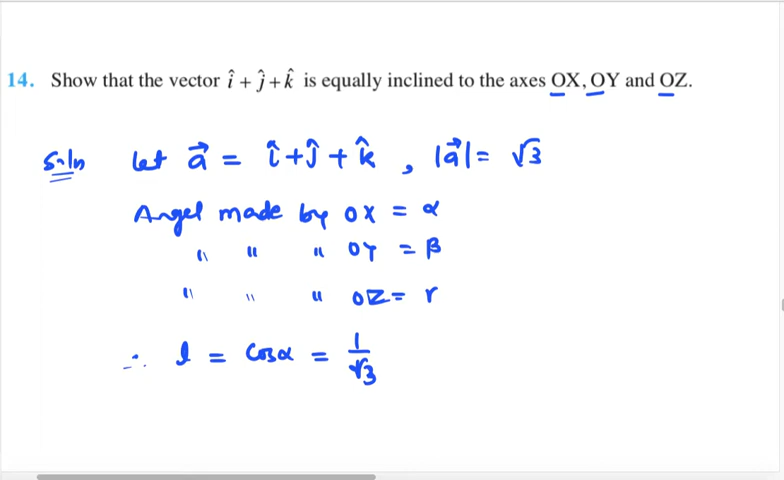 14. Show that the vector î + ĵ + k̂ is equally inclined to the axes OX, OY and OZ.
Soln let a⃗ = î + ĵ + k̂ , |a⃗| = √3
Angel made by OX = α
" " " OY = β
" " " OZ = r
∴ l = cosα = 1/√3